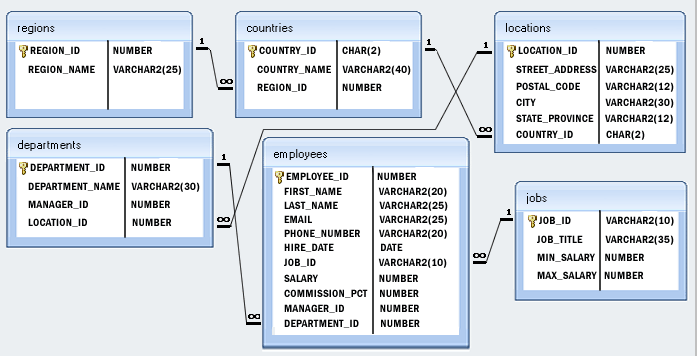 regions
REGION_ID NUMBER
REGION_NAME VARCHAR2(25)
1
∞
countries
COUNTRY_ID CHAR(2)
COUNTRY_NAME VARCHAR2(40)
REGION_ID NUMBER
1
∞
locations
LOCATION_ID NUMBER
STREET_ADDRESS VARCHAR2(25)
POSTAL_CODE VARCHAR2(12)
CITY VARCHAR2(30)
STATE_PROVINCE VARCHAR2(12)
COUNTRY_ID CHAR(2)
1
∞
departments
DEPARTMENT_ID NUMBER
DEPARTMENT_NAME VARCHAR2(30)
MANAGER_ID NUMBER
LOCATION_ID NUMBER
1
∞
employees
EMPLOYEE_ID NUMBER
FIRST_NAME VARCHAR2(20)
LAST_NAME VARCHAR2(25)
EMAIL VARCHAR2(25)
PHONE_NUMBER VARCHAR2(20)
HIRE_DATE DATE
JOB_ID VARCHAR2(10)
SALARY NUMBER
COMMISSION_PCT NUMBER
MANAGER_ID NUMBER
DEPARTMENT_ID NUMBER
∞
1
jobs
JOB_ID VARCHAR2(10)
JOB_TITLE VARCHAR2(35)
MIN_SALARY NUMBER
MAX_SALARY NUMBER